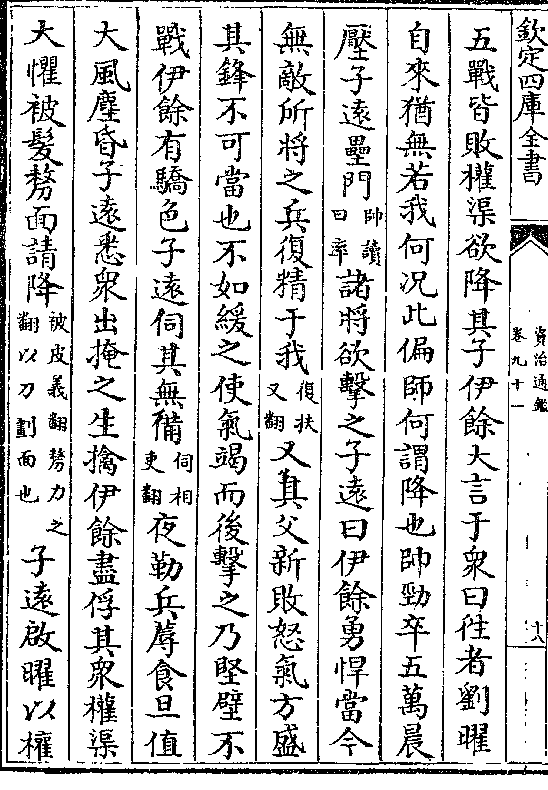 欽定四庫全書
資治通鑑
卷九十一
十八
五戰皆敗權渠欲降其子伊餘大言于衆曰徃者劉曜
自來猶無若我何况此偏師何謂降也帥勁卒五萬晨
壓子遠壘門帥讀曰率諸將欲擊之子遠曰伊餘勇悍當今
無敵所將之兵復精于我復扶又翻又其父新敗怒氣方盛
其鋒不可當也不如緩之使氣竭而後擊之乃堅壁不
戰伊餘有驕色子遠伺其無備伺相吏翻夜勒兵蓐食旦值
大風塵昏子遠悉衆出掩之生擒伊餘盡俘其衆權渠
大懼被髮剺面請降被皮義翻剺力之翻以刀劃面也子遠啟曜以權